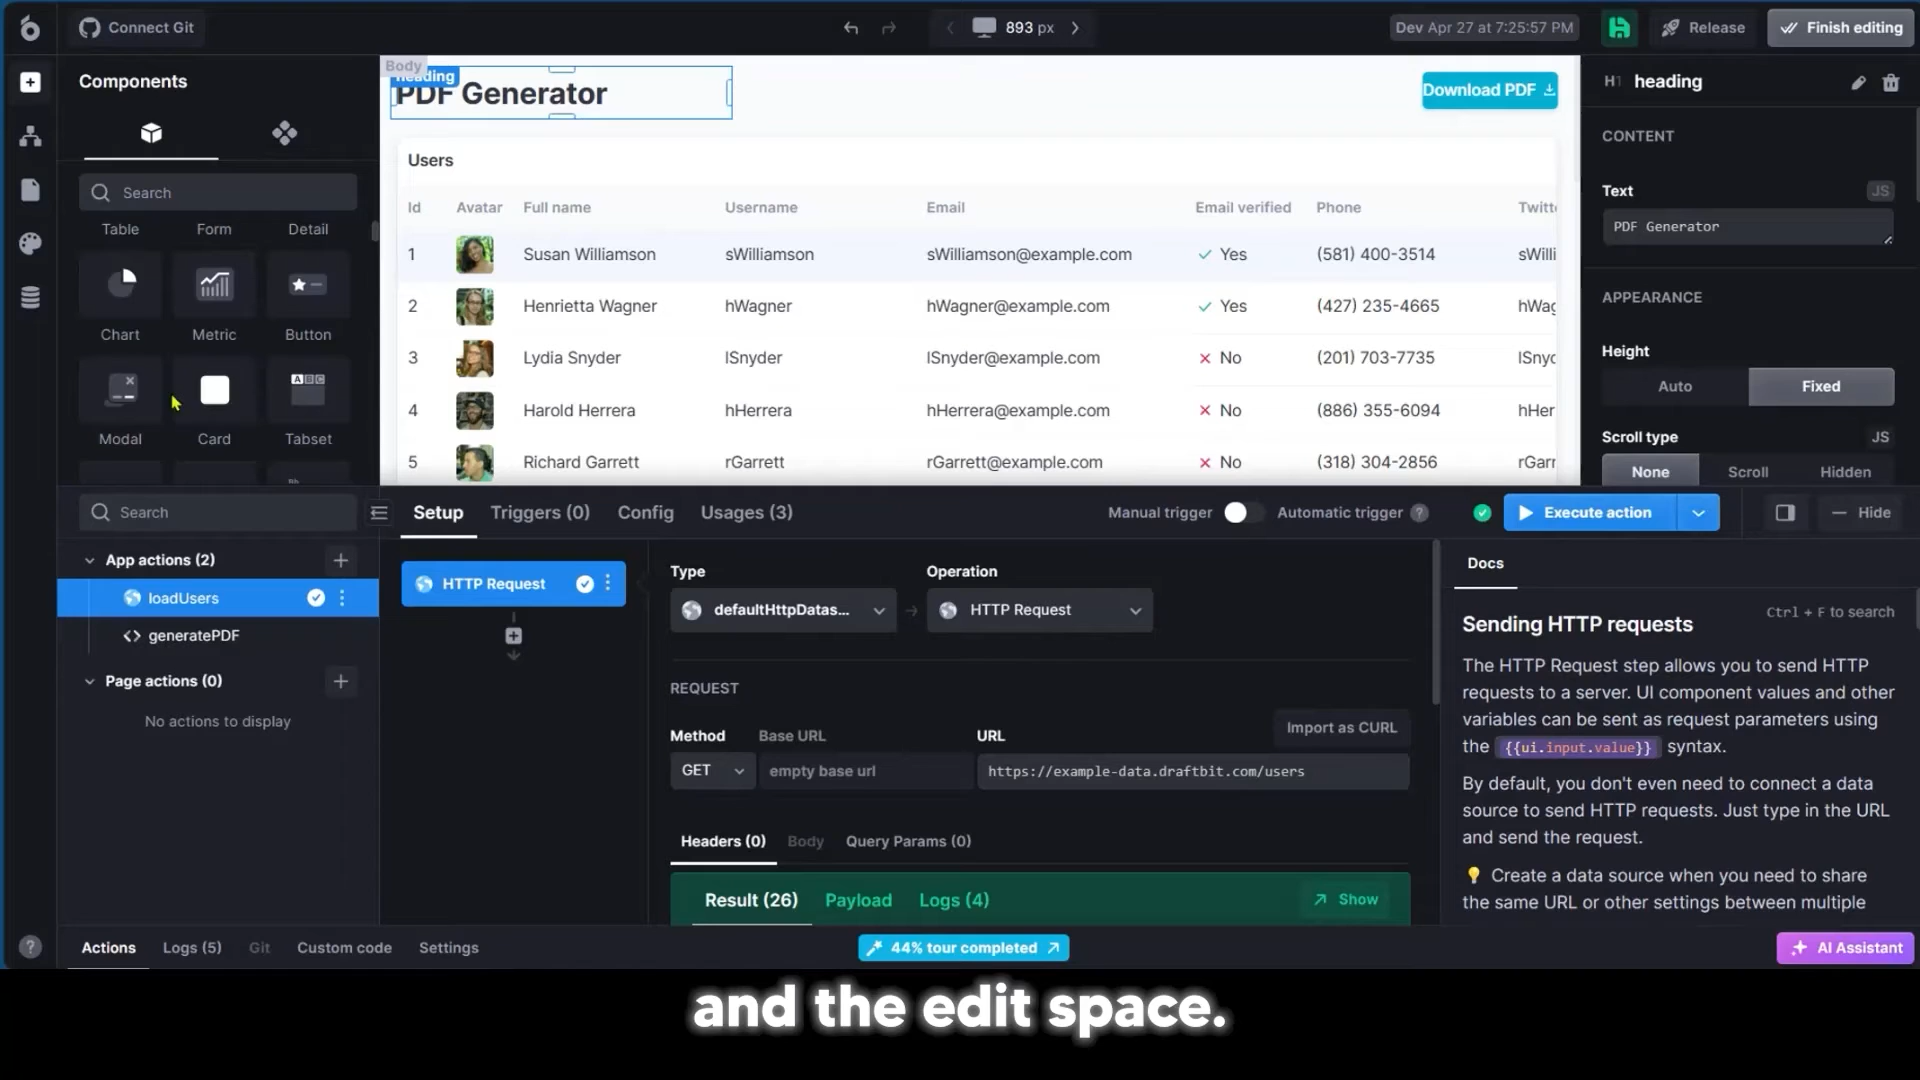 Connect Git
893 px
Dev Apr 27 at 7:25:57 PM
Release
Finish editing
Components
Search
Table
Form
Detail
Chart
Metric
Button
Modal
Card
ABC
Tabset
Body
heading
PDF Generator
Download PDF
Users
Id Avatar Full name Username Email Email verified Phone Twitt
1 Susan Williamson sWilliamson sWilliamson@example.com Yes (581) 400-3514 sWilli
2 Henrietta Wagner hWagner hWagner@example.com Yes (427) 235-4665 hWag
3 Lydia Snyder lSnyder lSnyder@example.com No (201) 703-7735 lSnyd
4 Harold Herrera hHerrera hHerrera@example.com No (886) 355-6094 hHer
5 Richard Garrett rGarrett rGarrett@example.com No (318) 304-2856 rGarr
H1 heading
CONTENT
Text
JS
PDF Generator
APPEARANCE
Height
Auto
Fixed
Scroll type
JS
None
Scroll
Hidden
Search
App actions (2)
loadUsers
generatePDF
Page actions (0)
No actions to display
Setup
Triggers (0)
Config
Usages (3)
Manual trigger
Automatic trigger
?
Execute action
Hide
HTTP Request
Type
defaultHttpDatas...
Operation
HTTP Request
REQUEST
Import as CURL
Method
Base URL
URL
GET
empty base url
https://example-data.draftbit.com/users
Headers (0)
Body
Query Params (0)
Result (26)
Payload
Logs (4)
Show
Docs
Ctrl + F to search
Sending HTTP requests
The HTTP Request step allows you to send HTTP
requests to a server. UI component values and other
variables can be sent as request parameters using
the {{ui.input.value}} syntax.
By default, you don't even need to connect a data
source to send HTTP requests. Just type in the URL
and send the request.
💡 Create a data source when you need to share
the same URL or other settings between multiple
?
Actions
Logs (5)
Git
Custom code
Settings
44% tour completed
AI Assistant
and the edit space.